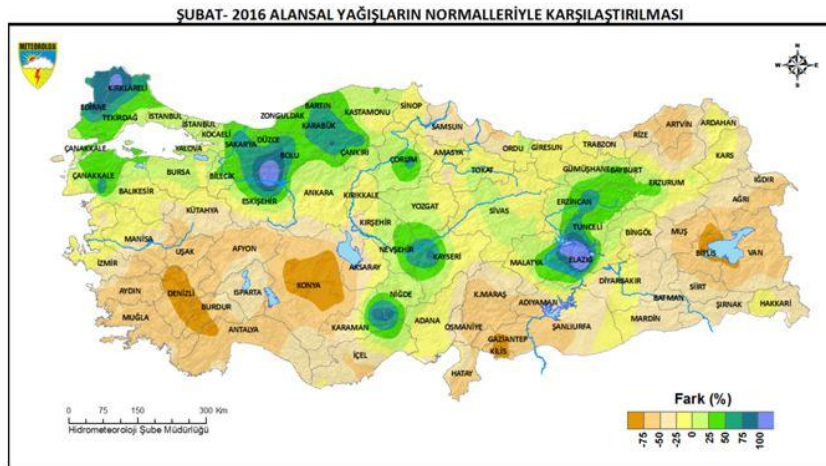 ŞUBAT- 2016 ALANSAL YAĞIŞLARIN NORMALLERİYLE KARŞILAŞTIRILMASI
METEOROLOJİ
N
W E
S
KIRKLARELİ
EDİRNE
TEKİRDAĞ
İSTANBUL
İSTANBUL
KOCAELİ
YALOVA
ÇANAKKALE
ÇANAKKALE
BALIKESİR
BURSA
BİLECİK
SAKARYA
DÜZCE
BOLU
ZONGULDAK
BARTIN
KARABÜK
KASTAMONU
SİNOP
ÇANKIRI
ÇORUM
SAMSUN
AMASYA
TOKAT
ORDU
GİRESUN
TRABZON
RİZE
ARTVİN
ARDAHAN
KARS
GÜMÜŞHANE
BAYBURT
ERZURUM
IĞDIR
AĞRI
ESKİŞEHİR
ANKARA
KIRIKKALE
YOZGAT
SİVAS
ERZİNCAN
TUNCELİ
BİNGÖL
MUŞ
BİTLİS
VAN
KÜTAHYA
MANİSA
İZMİR
UŞAK
AFYON
KIRŞEHİR
NEVŞEHİR
KAYSERİ
AKSARAY
MALATYA
ELAZIĞ
DİYARBAKIR
BATMAN
SİİRT
ŞIRNAK
HAKKARİ
AYDIN
DENİZLİ
ISPARTA
BURDUR
MUĞLA
ANTALYA
KONYA
NİĞDE
KARAMAN
ADANA
İÇEL
K.MARAŞ
ADIYAMAN
OSMANİYE
GAZİANTEP
KİLİS
HATAY
ŞANLIURFA
MARDİN
0 75 150 300 Km
Hidrometeoroloji Şube Müdürlüğü
Fark (%)
-75 -50 -25 0 25 50 75 100